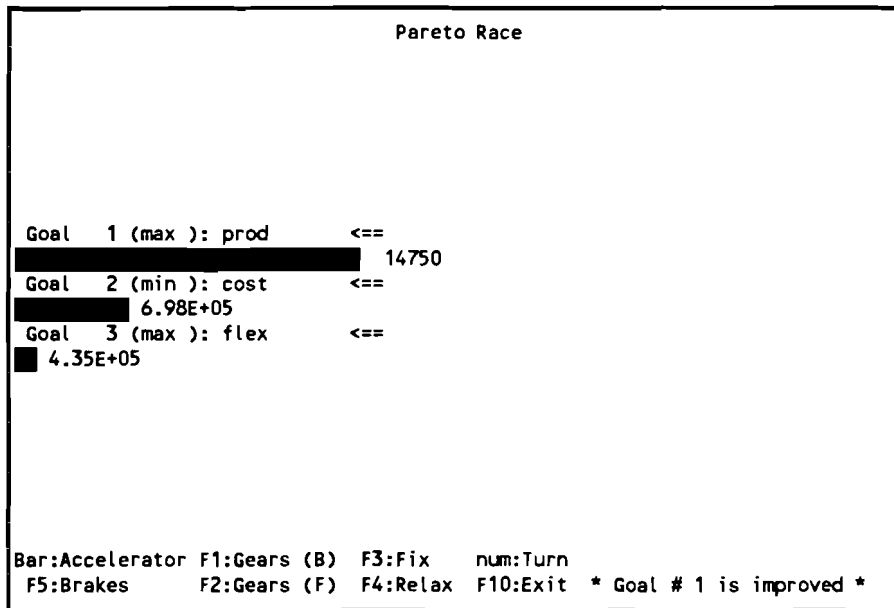 Pareto Race
Goal 1 (max ): prod <==
14750
Goal 2 (min ): cost <==
6.98E+05
Goal 3 (max ): flex <==
4.35E+05
Bar:Accelerator F1:Gears (B) F3:Fix num:Turn
F5:Brakes F2:Gears (F) F4:Relax F10:Exit * Goal # 1 is improved *